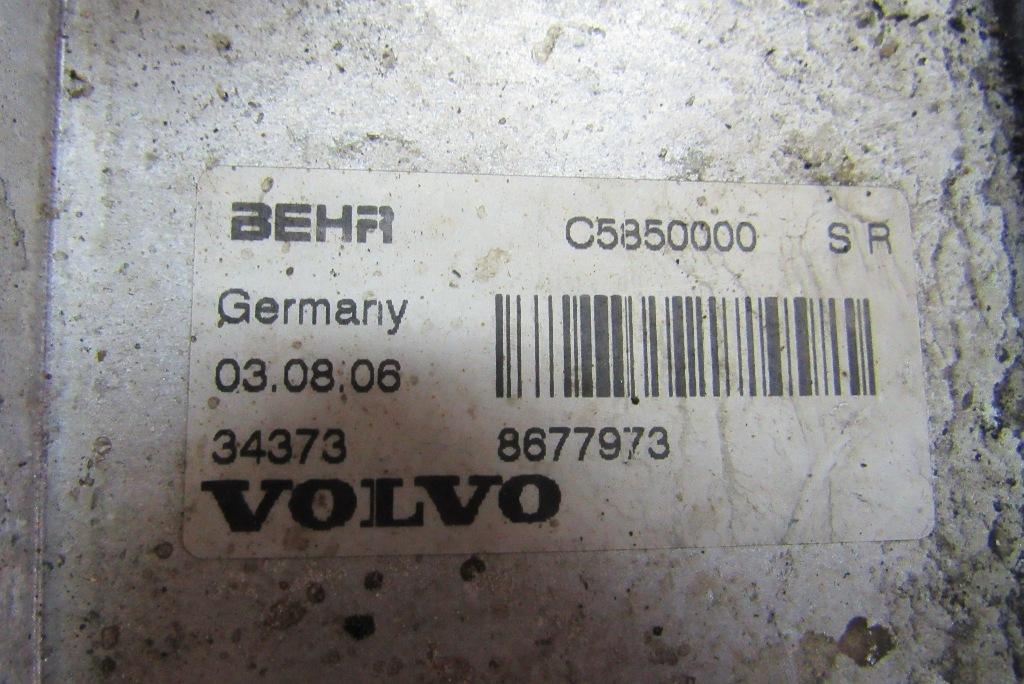 BEHR C5850000 S R
Germany
03.08.06
34373 8677973
VOLVO